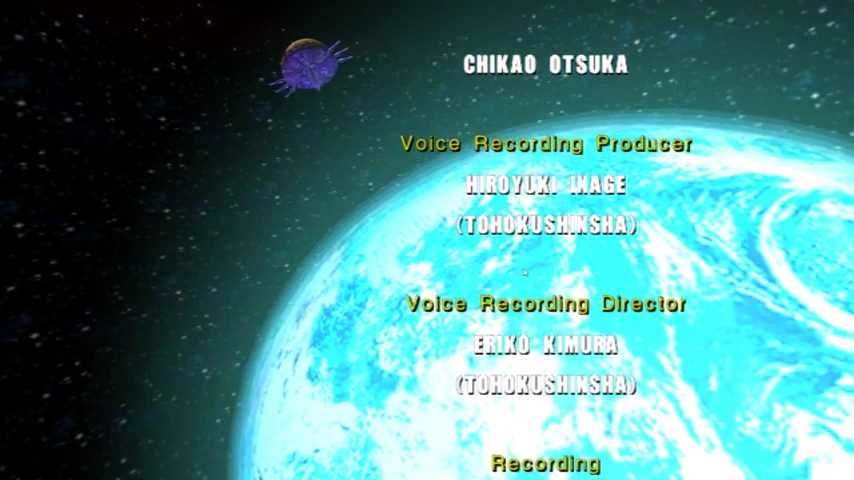 CHIKAO OTSUKA
Voice Recording Producer
HIROYUKI INAGE
(TOHOKUSHINSHA)
Voice Recording Director
ERIKO KIMURA
(TOHOKUSHINSHA)
Recording